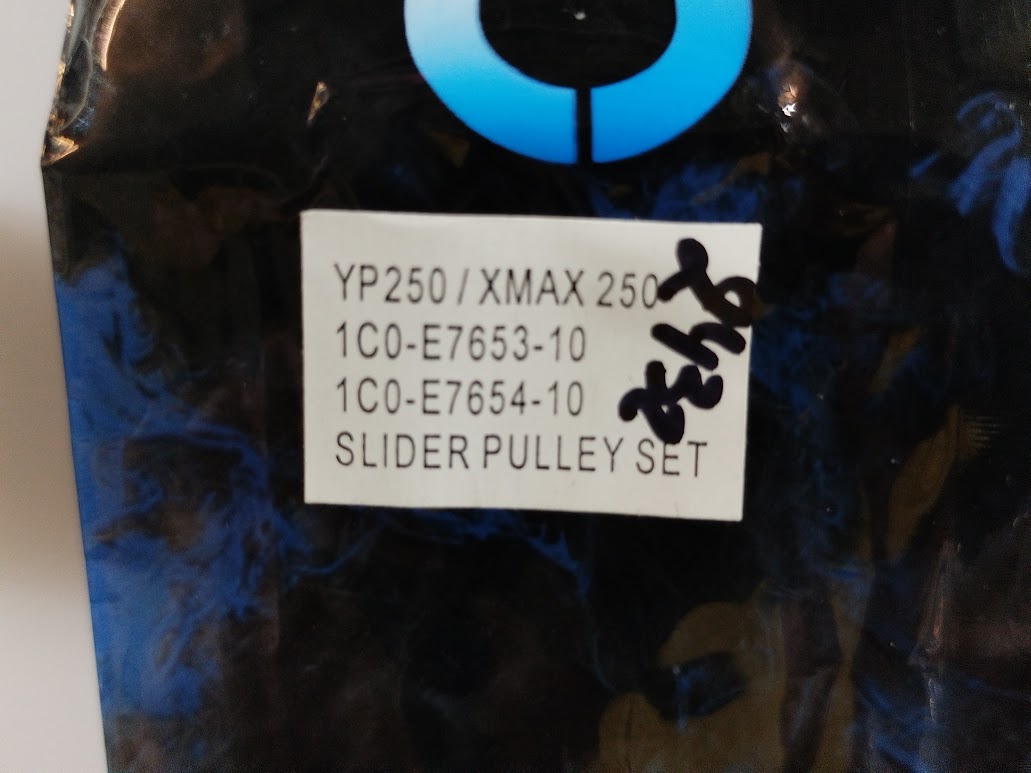 YP250 / XMAX 250
1C0-E7653-10
1C0-E7654-10
SLIDER PULLEY SET